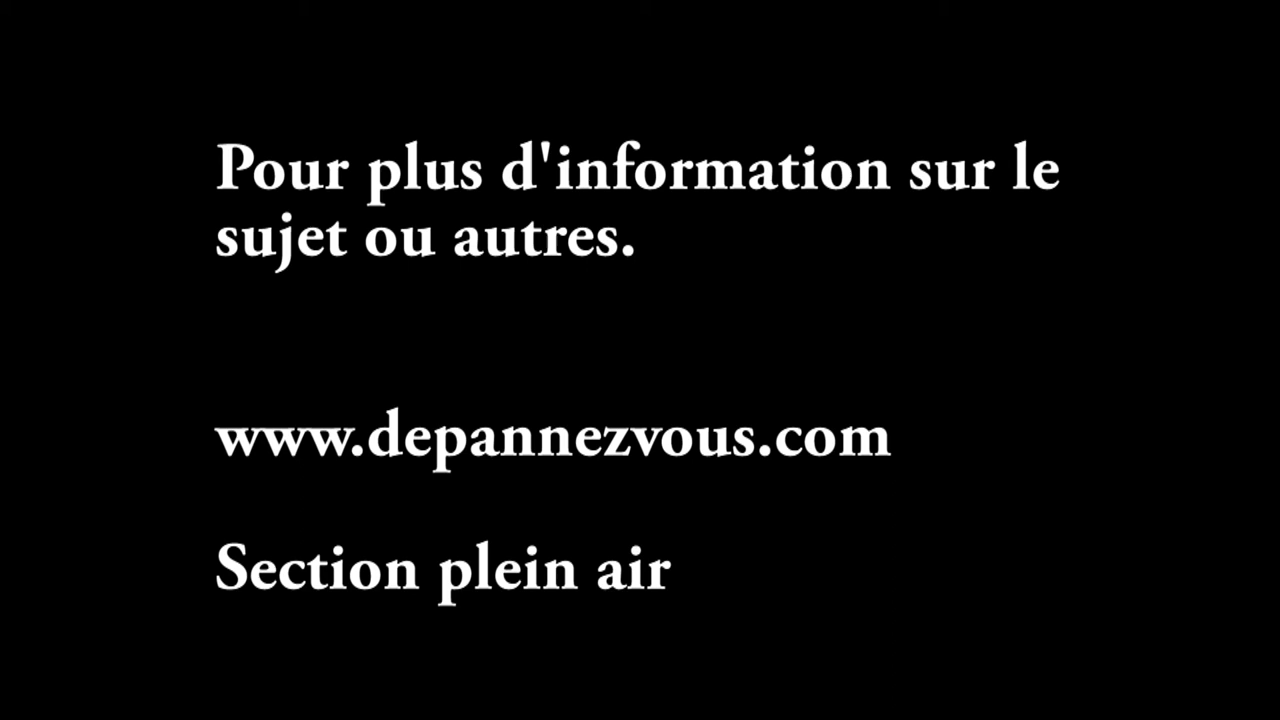 Pour plus d'information sur le
sujet ou autres.
www.depannezvous.com
Section plein air